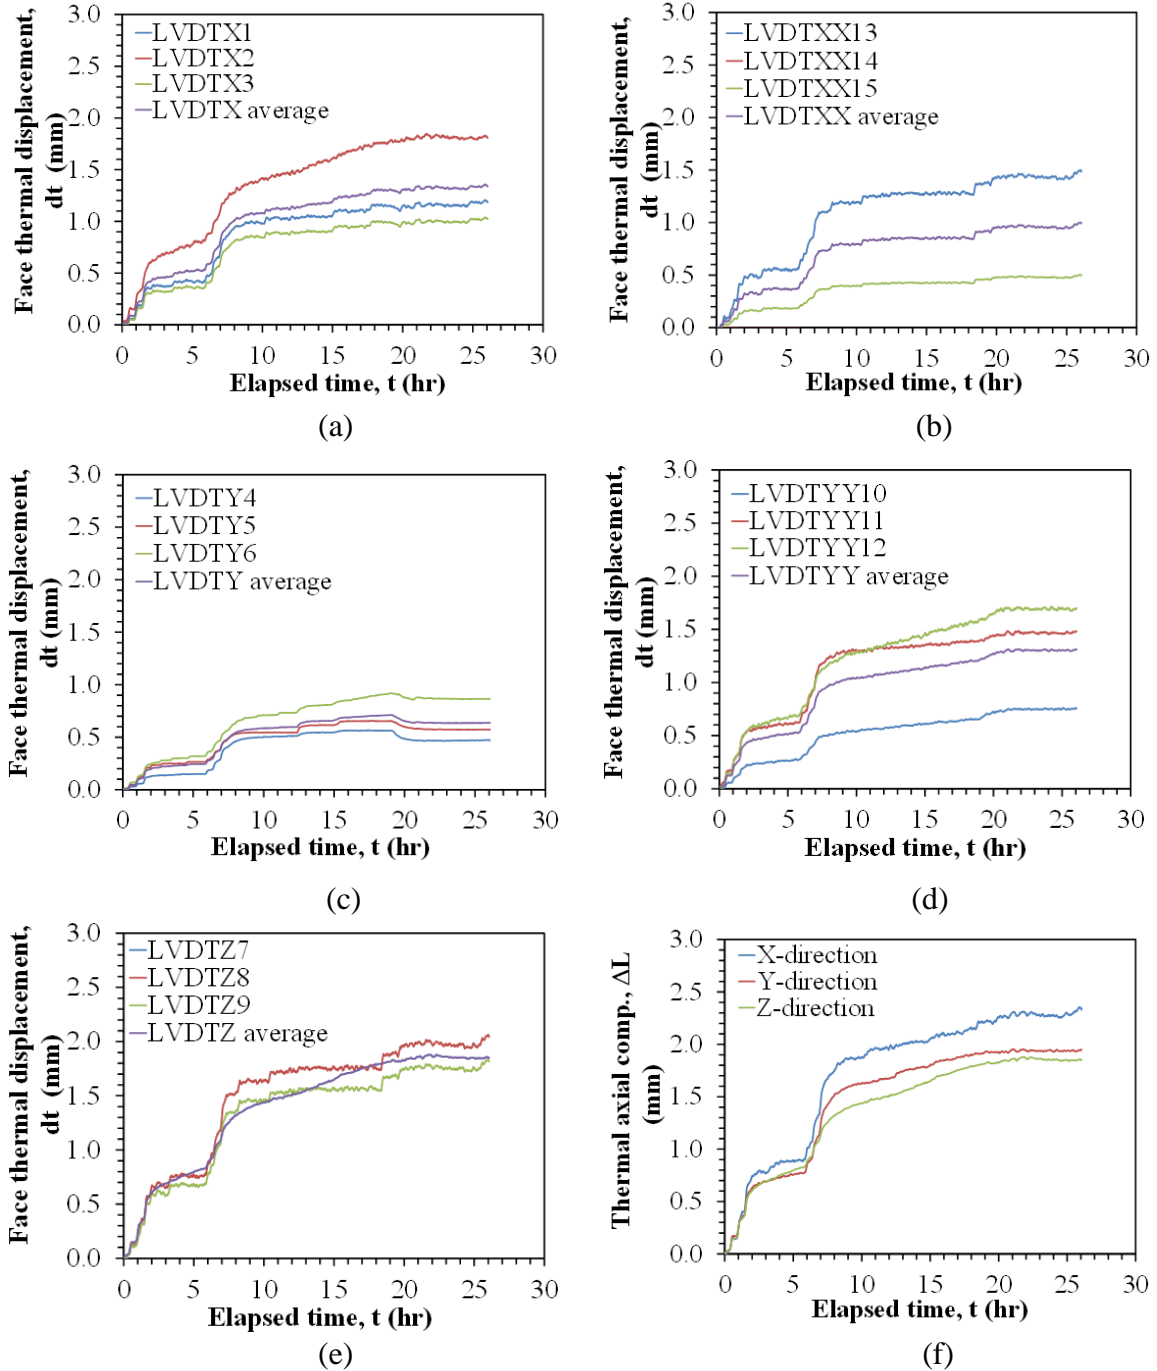 Face thermal displacement,
dt (mm)
3.0
2.5
2.0
1.5
1.0
0.5
0.0
LVDTX1
LVDTX2
LVDTX3
LVDTX average
0 5 10 15 20 25 30
Elapsed time, t (hr)
(a)
Face thermal displacement,
dt (mm)
3.0
2.5
2.0
1.5
1.0
0.5
0.0
LVDTXX13
LVDTXX14
LVDTXX15
LVDTXX average
0 5 10 15 20 25 30
Elapsed time, t (hr)
(b)
Face thermal displacement,
dt (mm)
3.0
2.5
2.0
1.5
1.0
0.5
0.0
LVDTY4
LVDTY5
LVDTY6
LVDTY average
0 5 10 15 20 25 30
Elapsed time, t (hr)
(c)
Face thermal displacement,
dt (mm)
3.0
2.5
2.0
1.5
1.0
0.5
0.0
LVDTYY10
LVDTYY11
LVDTYY12
LVDTYY average
0 5 10 15 20 25 30
Elapsed time, t (hr)
(d)
Face thermal displacement,
dt (mm)
3.0
2.5
2.0
1.5
1.0
0.5
0.0
LVDTZ7
LVDTZ8
LVDTZ9
LVDTZ average
0 5 10 15 20 25 30
Elapsed time, t (hr)
(e)
Thermal axial comp., ΔL
(mm)
3.0
2.5
2.0
1.5
1.0
0.5
0.0
X-direction
Y-direction
Z-direction
0 5 10 15 20 25 30
Elapsed time, t (hr)
(f)